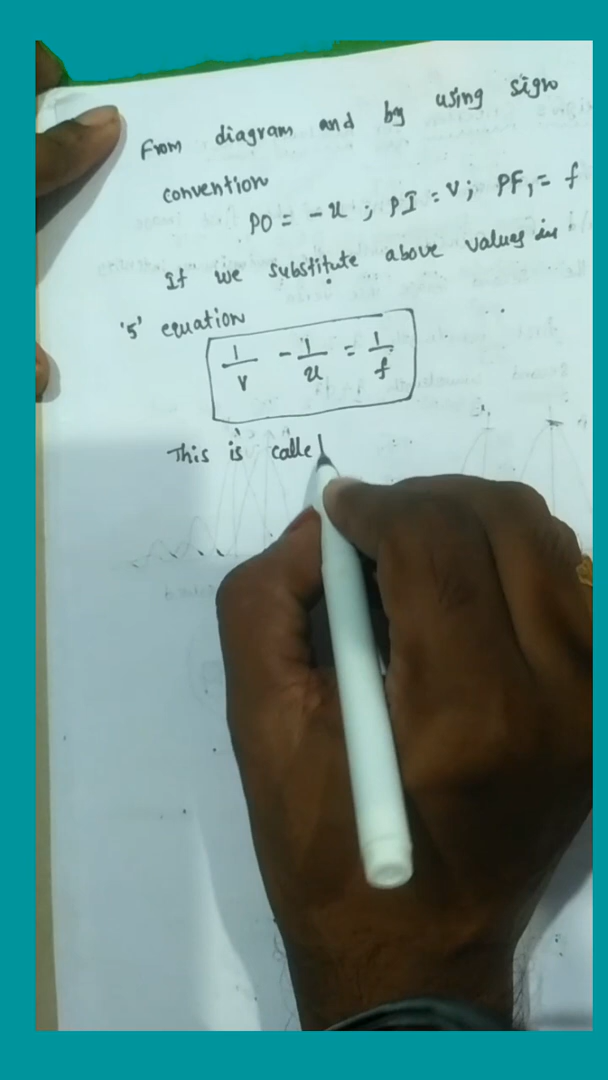 From diagram and by using sign
convention
PO = -u ; PI = v ; PF₁ = f
If we substitute above values in
'5' equation
1/v - 1/u = 1/f
This is calle